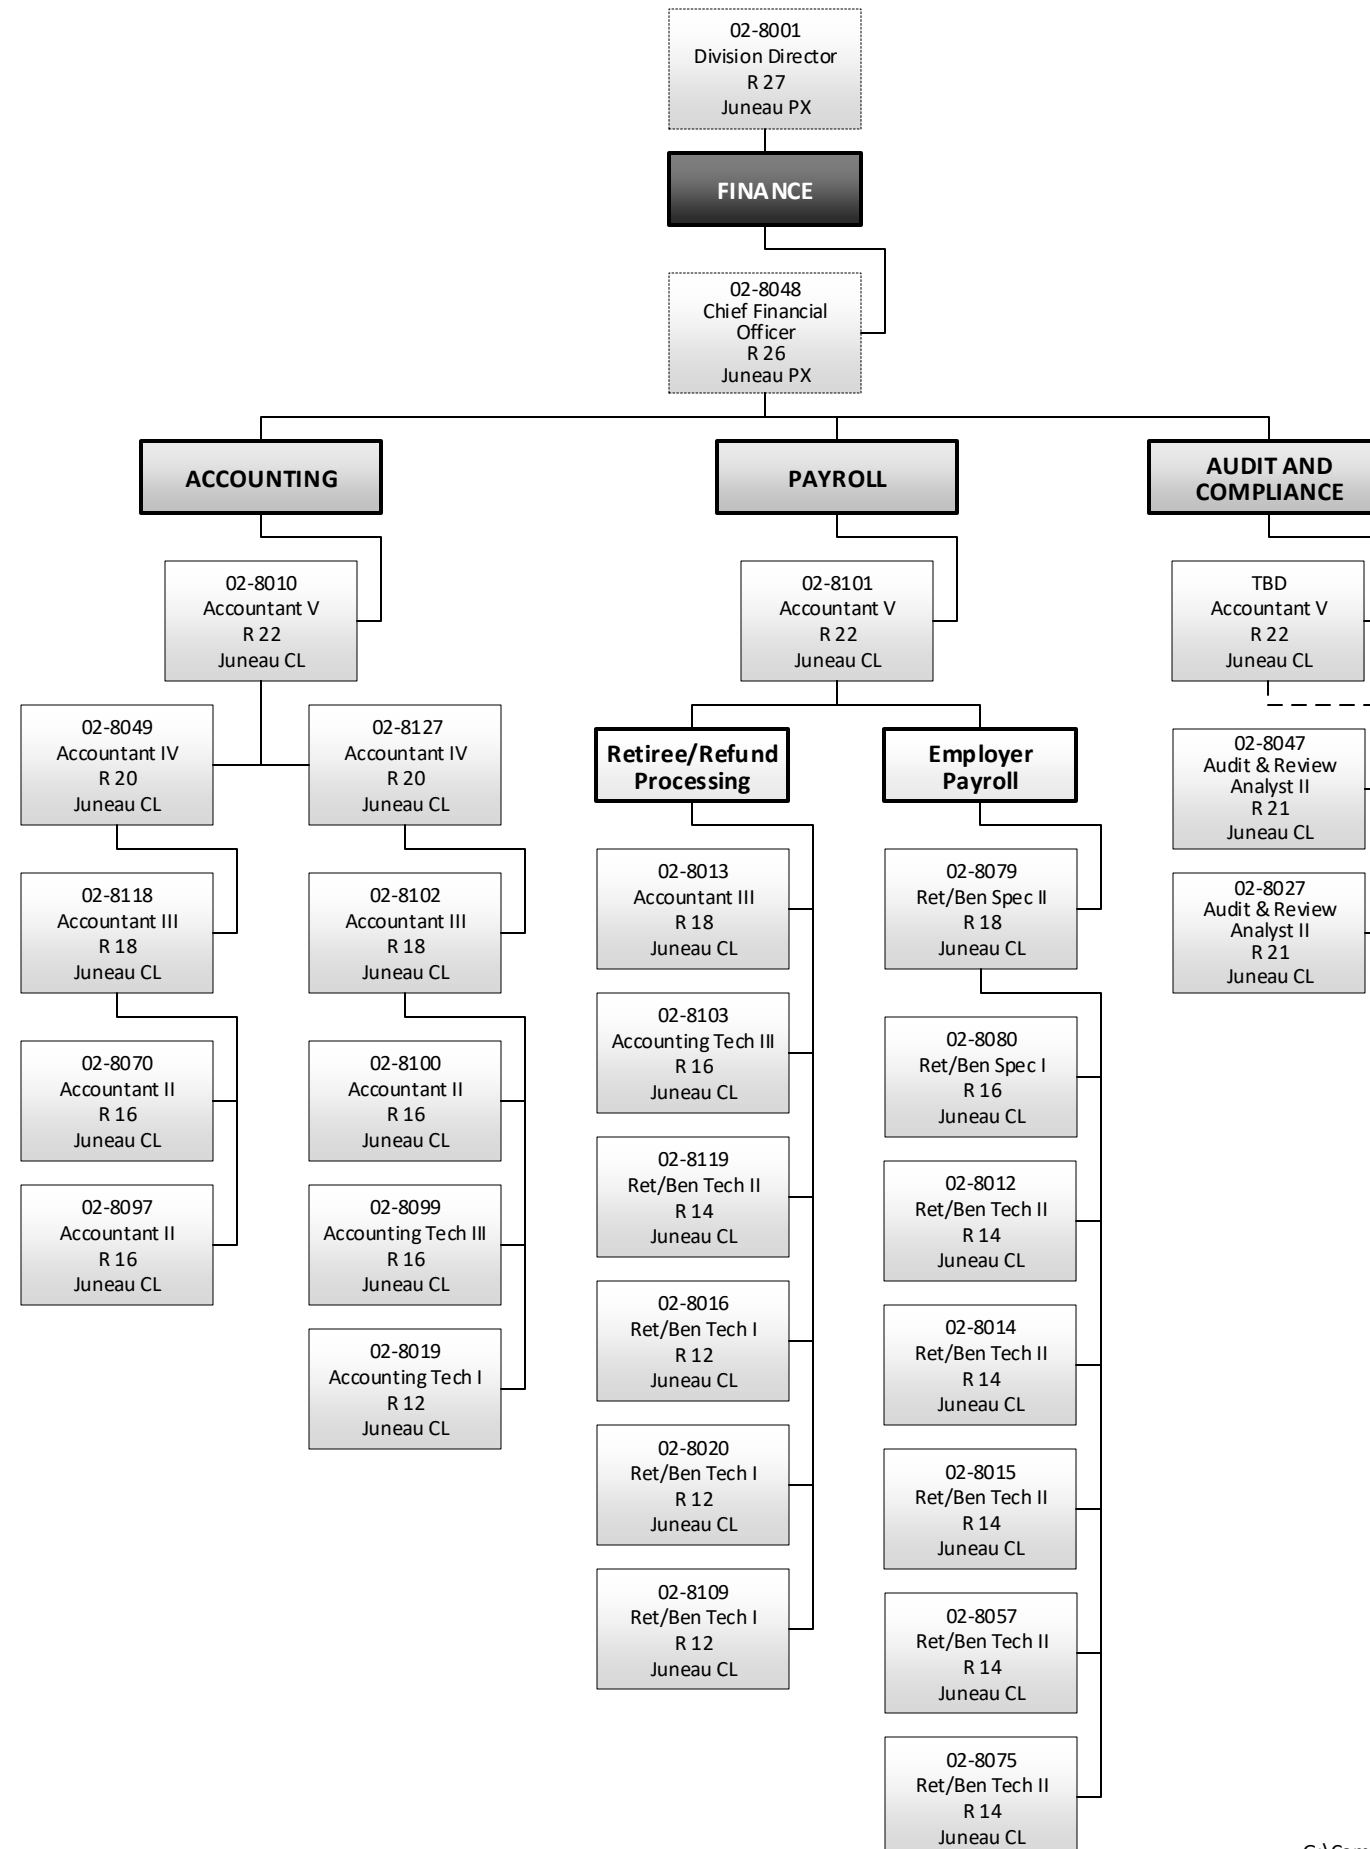 02-8001
Division Director
R 27
Juneau PX
FINANCE
02-8048
Chief Financial
Officer
R 26
Juneau PX
ACCOUNTING
02-8010
Accountant V
R 22
Juneau CL
02-8049
Accountant IV
R 20
Juneau CL
02-8118
Accountant III
R 18
Juneau CL
02-8070
Accountant II
R 16
Juneau CL
02-8097
Accountant II
R 16
Juneau CL
02-8127
Accountant IV
R 20
Juneau CL
02-8102
Accountant III
R 18
Juneau CL
02-8100
Accountant II
R 16
Juneau CL
02-8099
Accounting Tech III
R 16
Juneau CL
02-8019
Accounting Tech I
R 12
Juneau CL
PAYROLL
02-8101
Accountant V
R 22
Juneau CL
Retiree/Refund
Processing
02-8013
Accountant III
R 18
Juneau CL
02-8103
Accounting Tech III
R 16
Juneau CL
02-8119
Ret/Ben Tech II
R 14
Juneau CL
02-8016
Ret/Ben Tech I
R 12
Juneau CL
02-8020
Ret/Ben Tech I
R 12
Juneau CL
02-8109
Ret/Ben Tech I
R 12
Juneau CL
Employer
Payroll
02-8079
Ret/Ben Spec II
R 18
Juneau CL
02-8080
Ret/Ben Spec I
R 16
Juneau CL
02-8012
Ret/Ben Tech II
R 14
Juneau CL
02-8014
Ret/Ben Tech II
R 14
Juneau CL
02-8015
Ret/Ben Tech II
R 14
Juneau CL
02-8057
Ret/Ben Tech II
R 14
Juneau CL
02-8075
Ret/Ben Tech II
R 14
Juneau CL
AUDIT AND
COMPLIANCE
TBD
Accountant V
R 22
Juneau CL
02-8047
Audit & Review
Analyst II
R 21
Juneau CL
02-8027
Audit & Review
Analyst II
R 21
Juneau CL